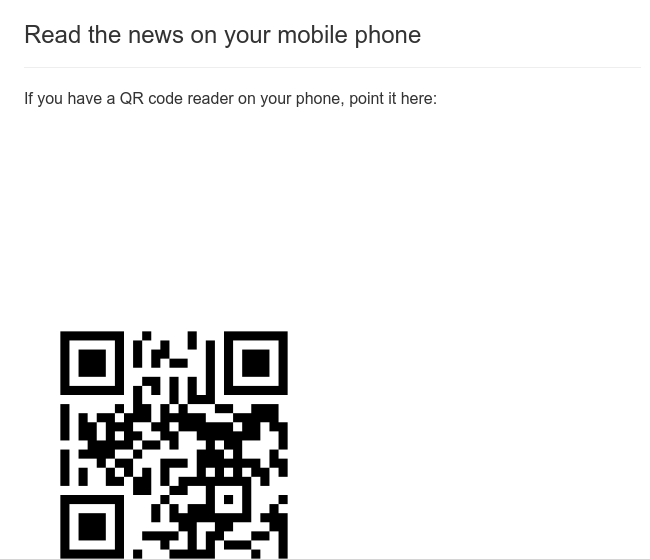 Read the news on your mobile phone
If you have a QR code reader on your phone, point it here: